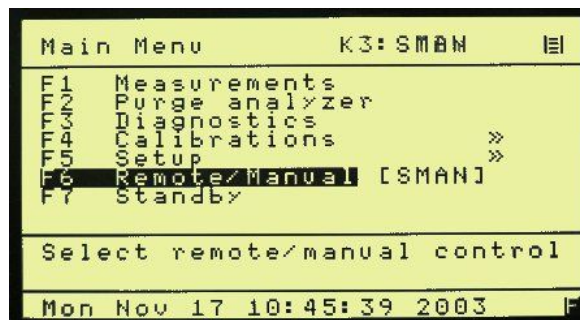 Main Menu K3: SMAN
F1 Measurements
F2 Purge analyzer
F3 Diagnostics
F4 Calibrations »
F5 Setup »
F6 Remote/Manual [SMAN]
F7 Standby
Select remote/manual control
Mon Nov 17 10:45:39 2003